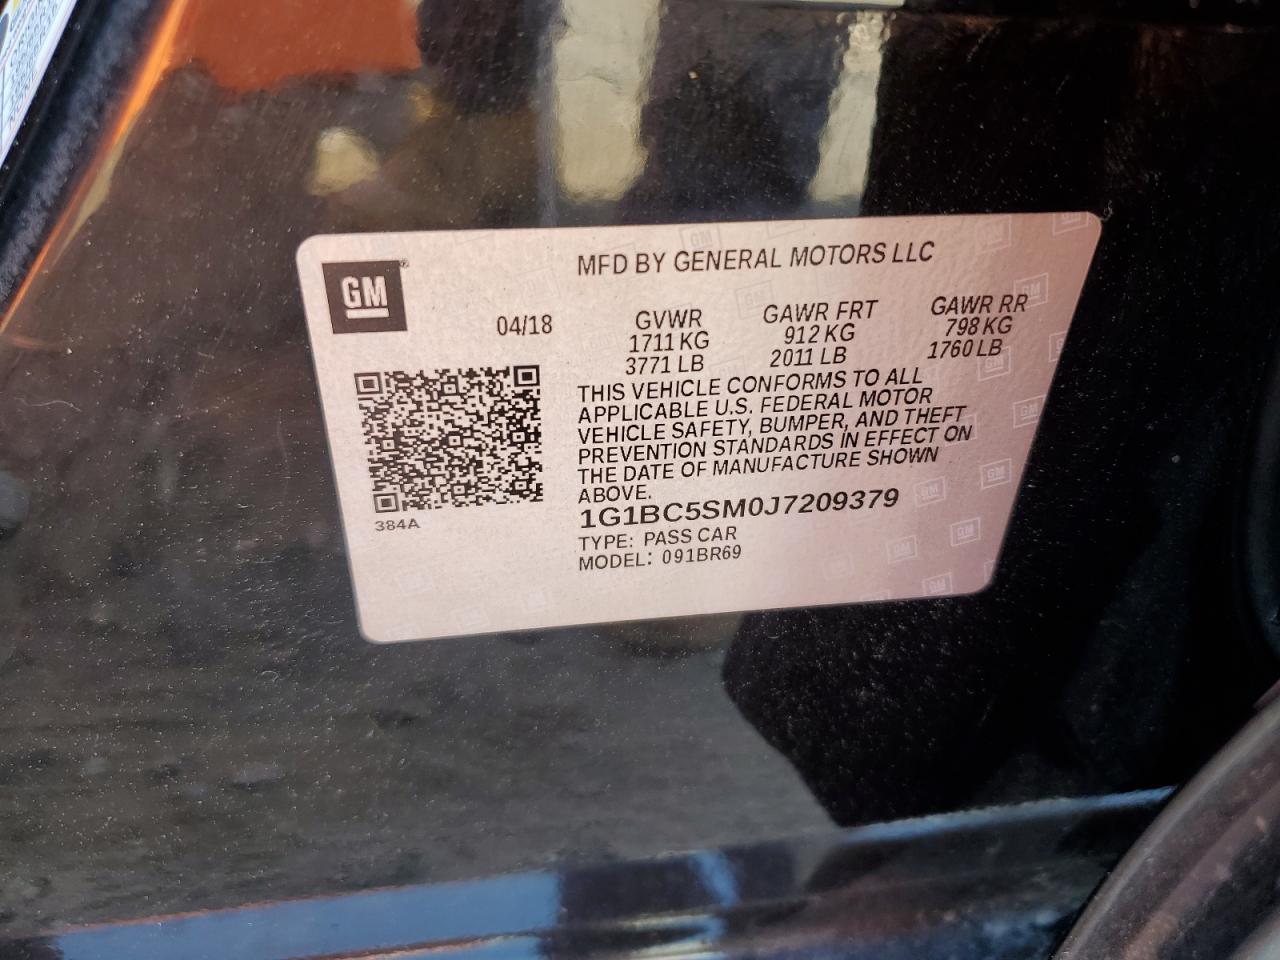 GM
MFD BY GENERAL MOTORS LLC
04/18
GVWR
1711 KG
3771 LB
GAWR FRT
912 KG
2011 LB
GAWR RR
798 KG
1760 LB
THIS VEHICLE CONFORMS TO ALL
APPLICABLE U.S. FEDERAL MOTOR
VEHICLE SAFETY, BUMPER, AND THEFT
PREVENTION STANDARDS IN EFFECT ON
THE DATE OF MANUFACTURE SHOWN
ABOVE.
1G1BC5SM0J7209379
TYPE: PASS CAR
MODEL: 091BR69
384A